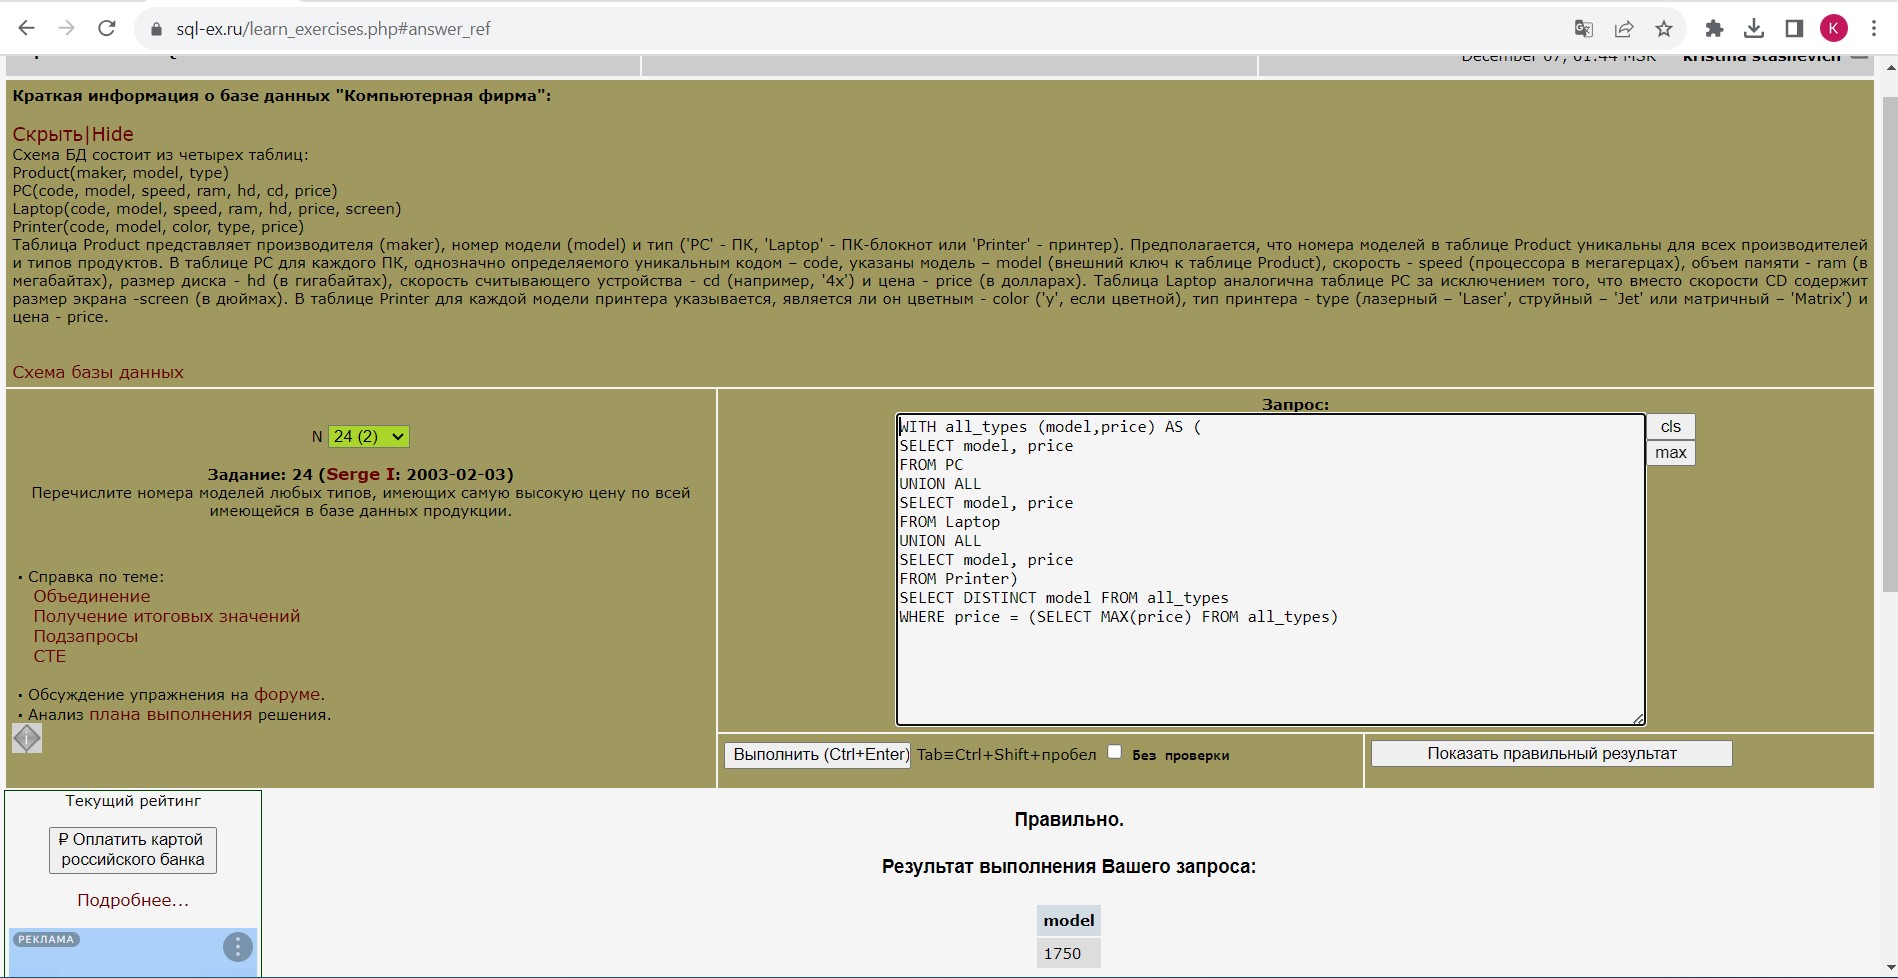 sql-ex.ru/learn_exercises.php#answer_ref
K
December 07, 01:44 MSK kristina stashevich
Краткая информация о базе данных "Компьютерная фирма":
Скрыть|Hide
Схема БД состоит из четырех таблиц:
Product(maker, model, type)
PC(code, model, speed, ram, hd, cd, price)
Laptop(code, model, speed, ram, hd, price, screen)
Printer(code, model, color, type, price)
Таблица Product представляет производителя (maker), номер модели (model) и тип ('PC' - ПК, 'Laptop' - ПК-блокнот или 'Printer' - принтер). Предполагается, что номера моделей в таблице Product уникальны для всех производителей
и типов продуктов. В таблице PC для каждого ПК, однозначно определяемого уникальным кодом – code, указаны модель – model (внешний ключ к таблице Product), скорость - speed (процессора в мегагерцах), объем памяти - ram (в
мегабайтах), размер диска - hd (в гигабайтах), скорость считывающего устройства - cd (например, '4x') и цена - price (в долларах). Таблица Laptop аналогична таблице РС за исключением того, что вместо скорости CD содержит
размер экрана -screen (в дюймах). В таблице Printer для каждой модели принтера указывается, является ли он цветным - color ('y', если цветной), тип принтера - type (лазерный – 'Laser', струйный – 'Jet' или матричный – 'Matrix') и
цена - price.
Схема базы данных
N 24 (2)
Задание: 24 (Serge I: 2003-02-03)
Перечислите номера моделей любых типов, имеющих самую высокую цену по всей
имеющейся в базе данных продукции.
· Справка по теме:
Объединение
Получение итоговых значений
Подзапросы
CTE
· Обсуждение упражнения на форуме.
· Анализ плана выполнения решения.
Запрос:
WITH all_types (model,price) AS (
SELECT model, price
FROM PC
UNION ALL
SELECT model, price
FROM Laptop
UNION ALL
SELECT model, price
FROM Printer)
SELECT DISTINCT model FROM all_types
WHERE price = (SELECT MAX(price) FROM all_types)
cls
max
Выполнить (Ctrl+Enter) Tab≡Ctrl+Shift+пробел Без проверки
Показать правильный результат
Текущий рейтинг
₽ Оплатить картой
российского банка
Подробнее...
РЕКЛАМА
Правильно.
Результат выполнения Вашего запроса:
model
1750